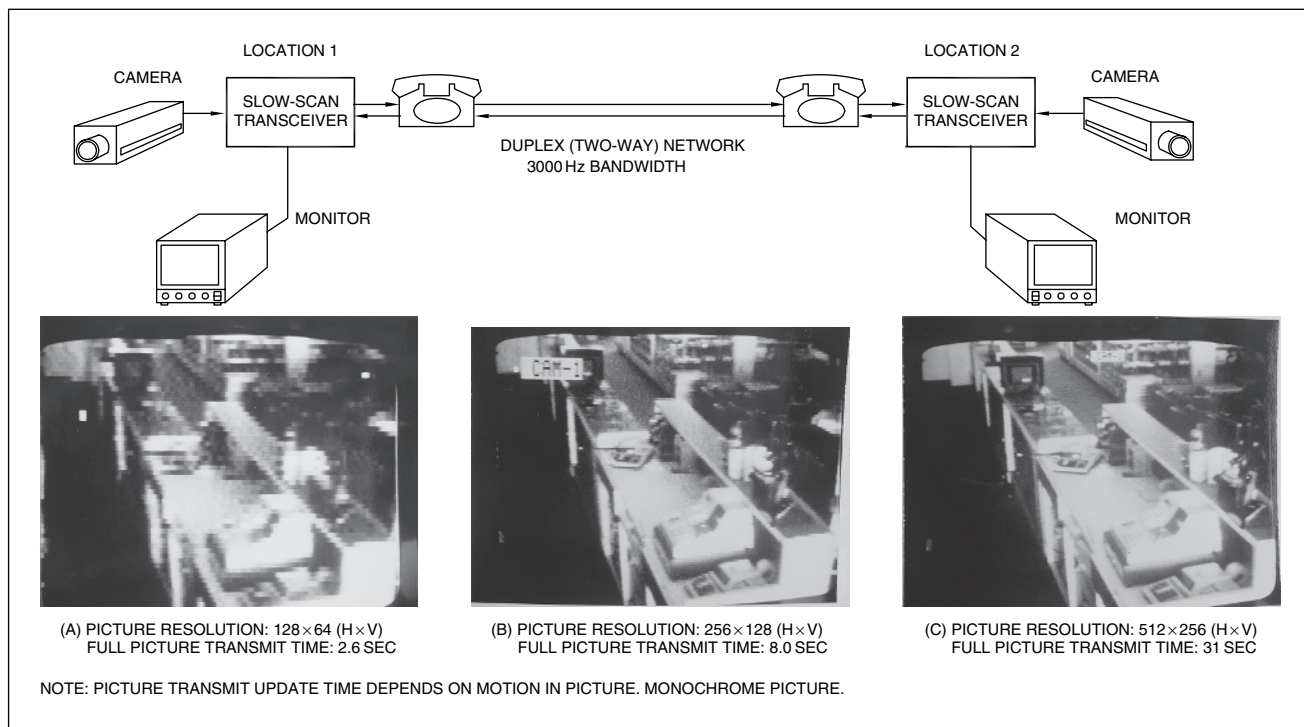 LOCATION 1
LOCATION 2
CAMERA
CAMERA
SLOW-SCAN
TRANSCEIVER
SLOW-SCAN
TRANSCEIVER
DUPLEX (TWO-WAY) NETWORK
3000 Hz BANDWIDTH
MONITOR
MONITOR
CAM-1
(A) PICTURE RESOLUTION: 128×64 (H×V)
FULL PICTURE TRANSMIT TIME: 2.6 SEC
(B) PICTURE RESOLUTION: 256×128 (H×V)
FULL PICTURE TRANSMIT TIME: 8.0 SEC
(C) PICTURE RESOLUTION: 512×256 (H×V)
FULL PICTURE TRANSMIT TIME: 31 SEC
NOTE: PICTURE TRANSMIT UPDATE TIME DEPENDS ON MOTION IN PICTURE. MONOCHROME PICTURE.